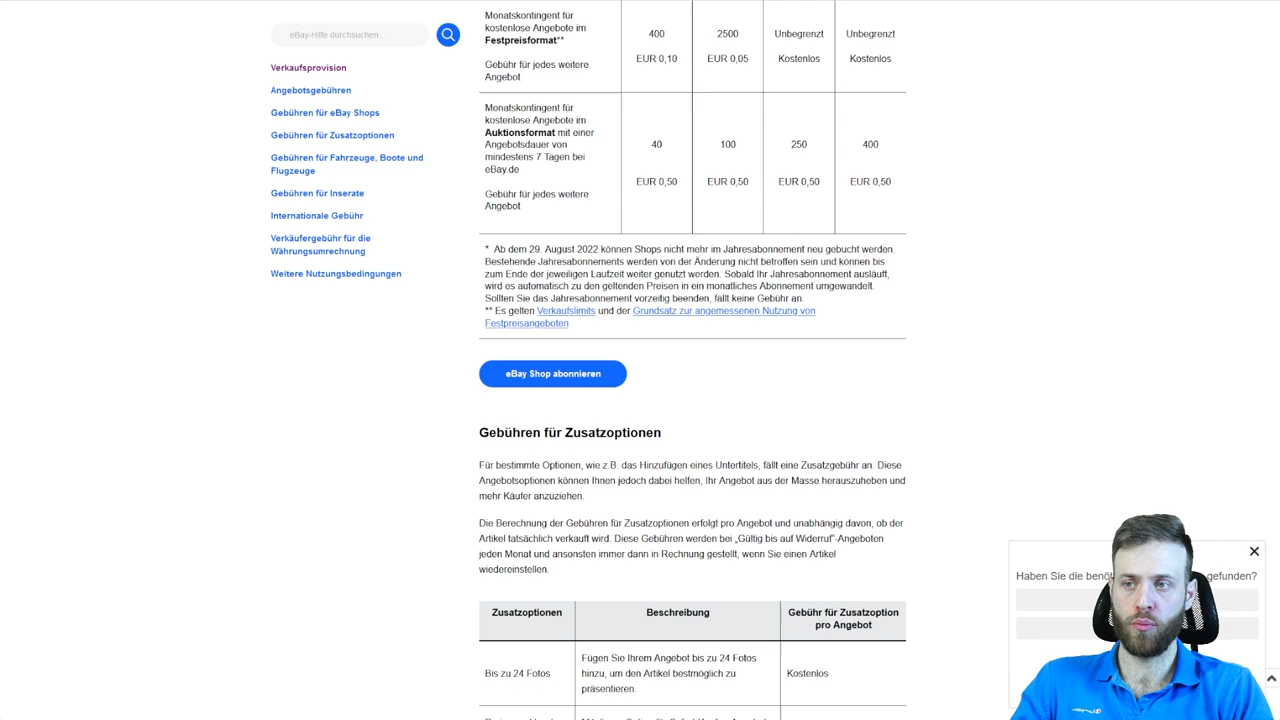 eBay-Hilfe durchsuchen...
Verkaufsprovision
Angebotsgebühren
Gebühren für eBay Shops
Gebühren für Zusatzoptionen
Gebühren für Fahrzeuge, Boote und
Flugzeuge
Gebühren für Inserate
Internationale Gebühr
Verkäufergebühr für die
Währungsumrechnung
Weitere Nutzungsbedingungen
Monatskontingent für
kostenlose Angebote im
Festpreisformat**
400 2500 Unbegrenzt Unbegrenzt
Gebühr für jedes weitere
Angebot
EUR 0,10 EUR 0,05 Kostenlos Kostenlos
Monatskontingent für
kostenlose Angebote im
Auktionsformat mit einer
Angebotsdauer von
mindestens 7 Tagen bei
eBay.de
40 100 250 400
Gebühr für jedes weitere
Angebot
EUR 0,50 EUR 0,50 EUR 0,50 EUR 0,50
* Ab dem 29. August 2022 können Shops nicht mehr im Jahresabonnement neu gebucht werden.
Bestehende Jahresabonnements werden von der Änderung nicht betroffen sein und können bis
zum Ende der jeweiligen Laufzeit weiter genutzt werden. Sobald Ihr Jahresabonnement ausläuft,
wird es automatisch zu den geltenden Preisen in ein monatliches Abonnement umgewandelt.
Sollten Sie das Jahresabonnement vorzeitig beenden, fällt keine Gebühr an.
** Es gelten Verkaufslimits und der Grundsatz zur angemessenen Nutzung von
Festpreisangeboten
eBay Shop abonnieren
Gebühren für Zusatzoptionen
Für bestimmte Optionen, wie z.B. das Hinzufügen eines Untertitels, fällt eine Zusatzgebühr an. Diese
Angebotsoptionen können Ihnen jedoch dabei helfen, Ihr Angebot aus der Masse herauszuheben und
mehr Käufer anzuziehen.
Die Berechnung der Gebühren für Zusatzoptionen erfolgt pro Angebot und unabhängig davon, ob der
Artikel tatsächlich verkauft wird. Diese Gebühren werden bei „Gültig bis auf Widerruf“-Angeboten
jeden Monat und ansonsten immer dann in Rechnung gestellt, wenn Sie einen Artikel
wiedereinstellen.
Zusatzoptionen Beschreibung Gebühr für Zusatzoption
pro Angebot
Bis zu 24 Fotos
Fügen Sie Ihrem Angebot bis zu 24 Fotos
hinzu, um den Artikel bestmöglich zu
präsentieren.
Kostenlos
Haben Sie die gefunden?